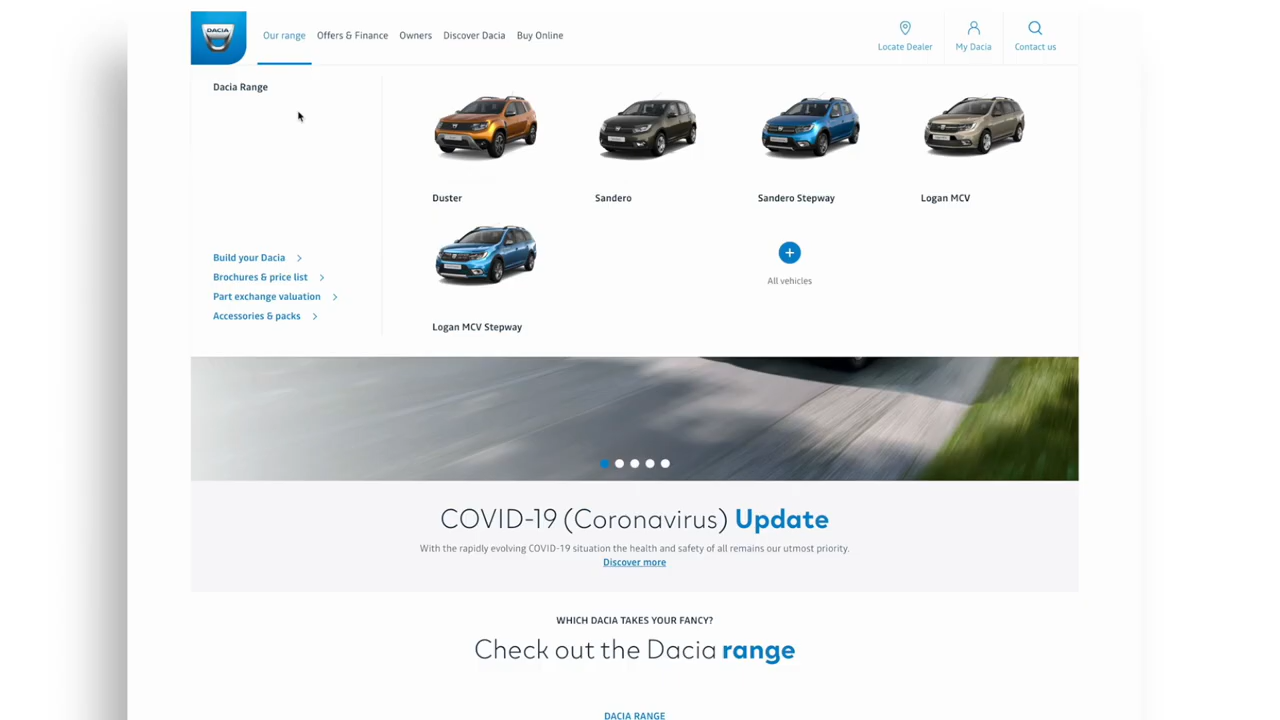 DACIA
Our range
Offers & Finance
Owners
Discover Dacia
Buy Online
Locate Dealer
My Dacia
Contact us
Dacia Range
Duster
Sandero
Sandero Stepway
Logan MCV
Build your Dacia
Brochures & price list
Part exchange valuation
Accessories & packs
All vehicles
Logan MCV Stepway
COVID-19 (Coronavirus) Update
With the rapidly evolving COVID-19 situation the health and safety of all remains our utmost priority.
Discover more
WHICH DACIA TAKES YOUR FANCY?
Check out the Dacia range
DACIA RANGE